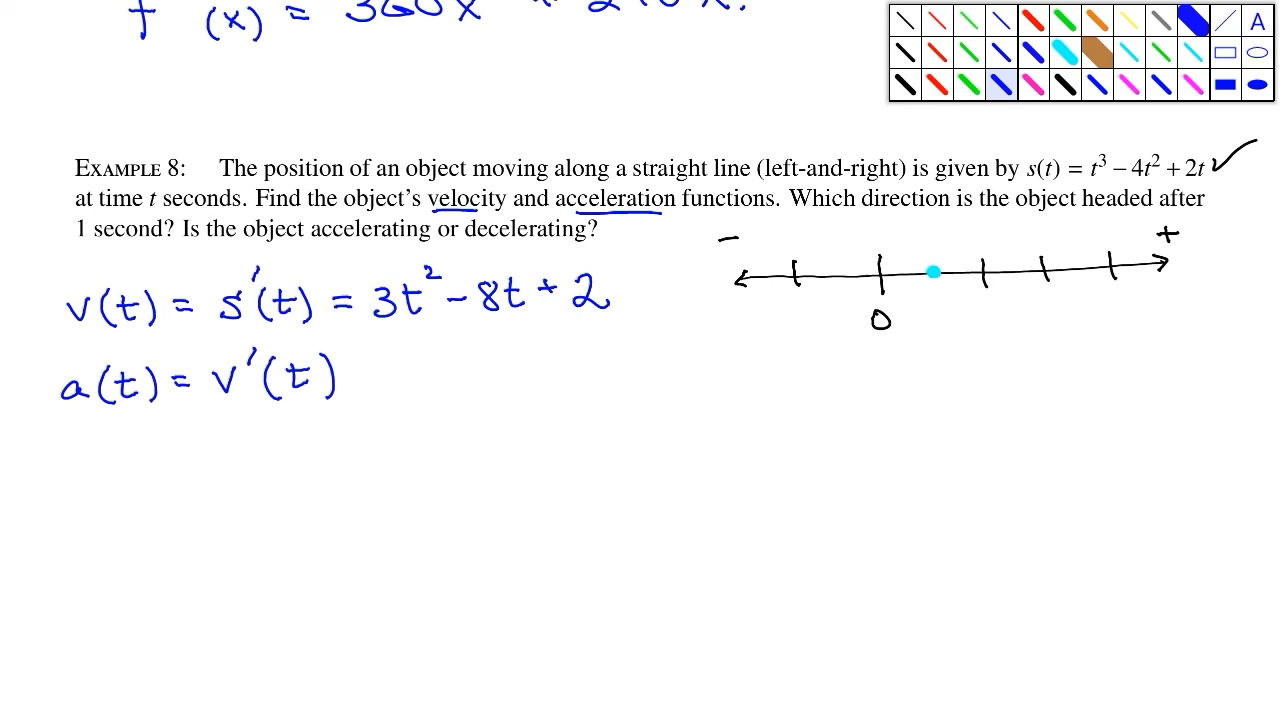 (x) =
A
EXAMPLE 8: The position of an object moving along a straight line (left-and-right) is given by s(t) = t³ − 4t² + 2t ✓
at time t seconds. Find the object's velocity and acceleration functions. Which direction is the object headed after
1 second? Is the object accelerating or decelerating?
− +
0
v(t) = s'(t) = 3t² − 8t + 2
a(t) = v'(t)